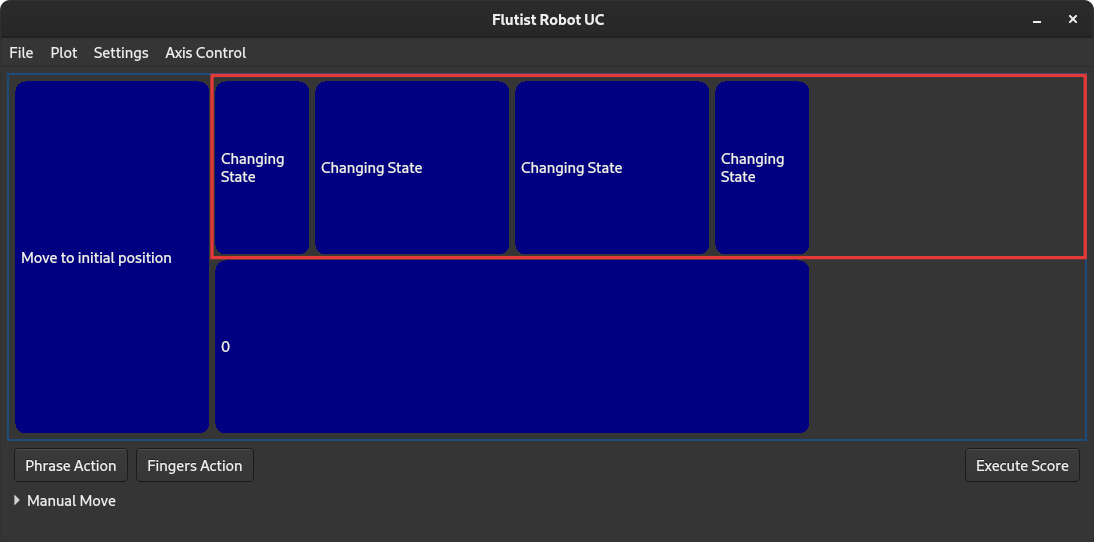 Flutist Robot UC
File Plot Settings Axis Control
Move to initial position
Changing
State
Changing State
Changing State
Changing
State
0
Phrase Action Fingers Action Execute Score
Manual Move